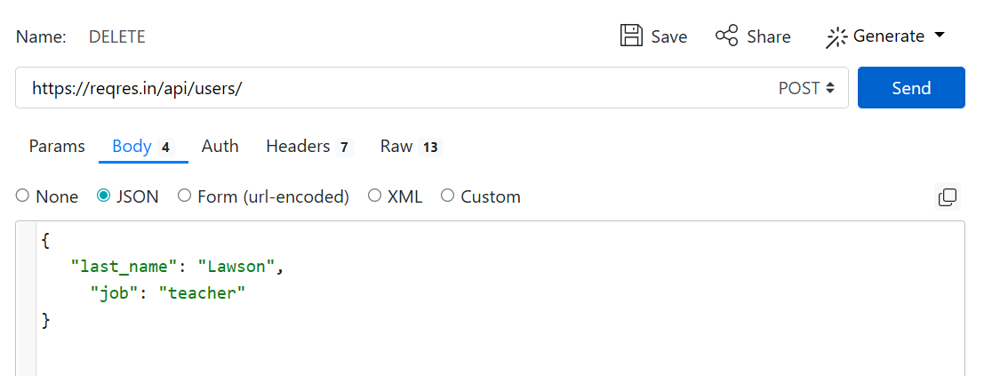 Name: DELETE Save Share Generate
https://reqres.in/api/users/ POST Send
Params Body 4 Auth Headers 7 Raw 13
None JSON Form (url-encoded) XML Custom
{
"last_name": "Lawson",
"job": "teacher"
}